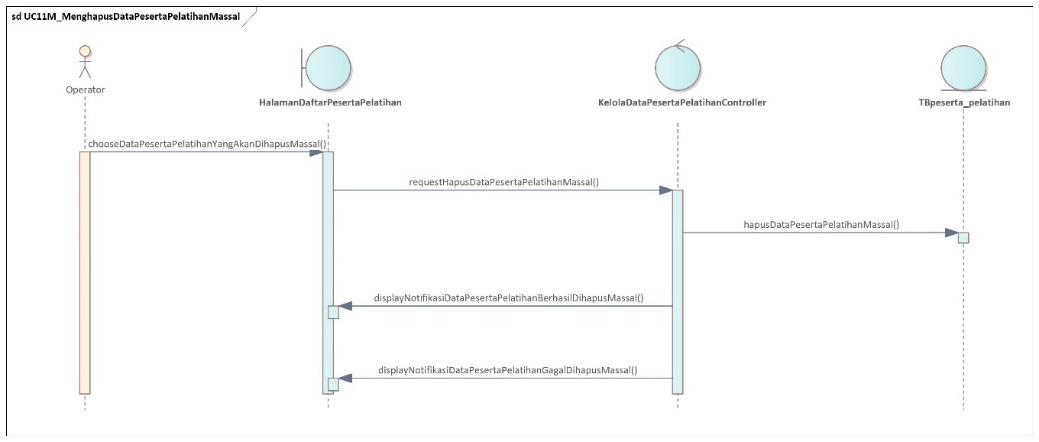 sd UC11M_MenghapusDataPesertaPelatihanMassal
Operator
HalamanDaftarPesertaPelatihan
KelolaDataPesertaPelatihanController
TBpeserta_pelatihan
chooseDataPesertaPelatihanYangAkanDihapusMassal()
requestHapusDataPesertaPelatihanMassal()
hapusDataPesertaPelatihanMassal()
displayNotifikasiDataPesertaPelatihanBerhasilDihapusMassal()
displayNotifikasiDataPesertaPelatihanGagalDihapusMassal()